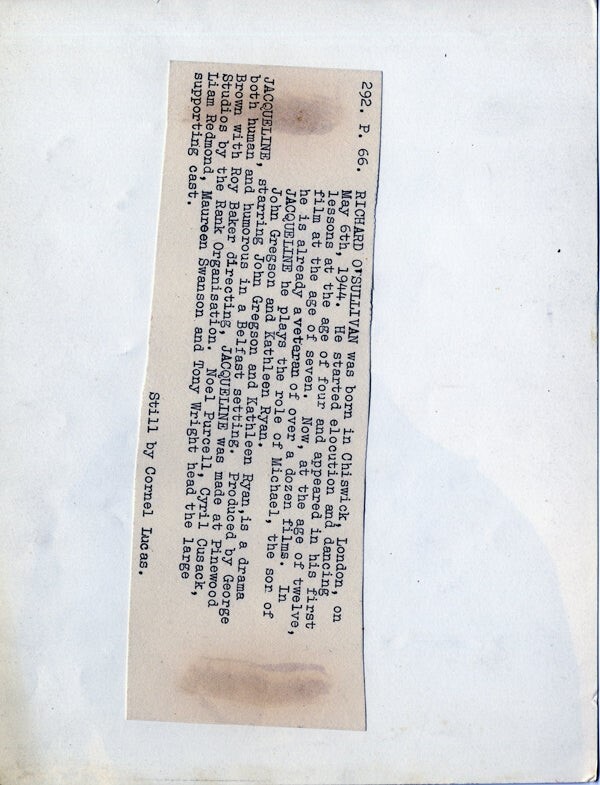 292. P. 66. RICHARD O'SULLIVAN was born in Chiswick, London, on
May 6th, 1944. He started elocution and dancing
lessons at the age of four and appeared in his first
film at the age of seven. Now, at the age of twelve,
he is already a veteran of over a dozen films. In
JACQUELINE he plays the role of Michael, the sor of
John Gregson and Kathleen Ryan.
JACQUELINE, starring John Gregson and Kathleen Ryan, is a drama
both human and humorous in a Belfast setting. Produced by George
Brown with Roy Baker directing, JACQUELINE was made at Pinewood
Studios by the Rank Organisation. Noel Purcell, Cyril Cusack,
Liam Redmond, Maureen Swanson and Tony Wright head the large
supporting cast.
Still by Cornel Lucas.